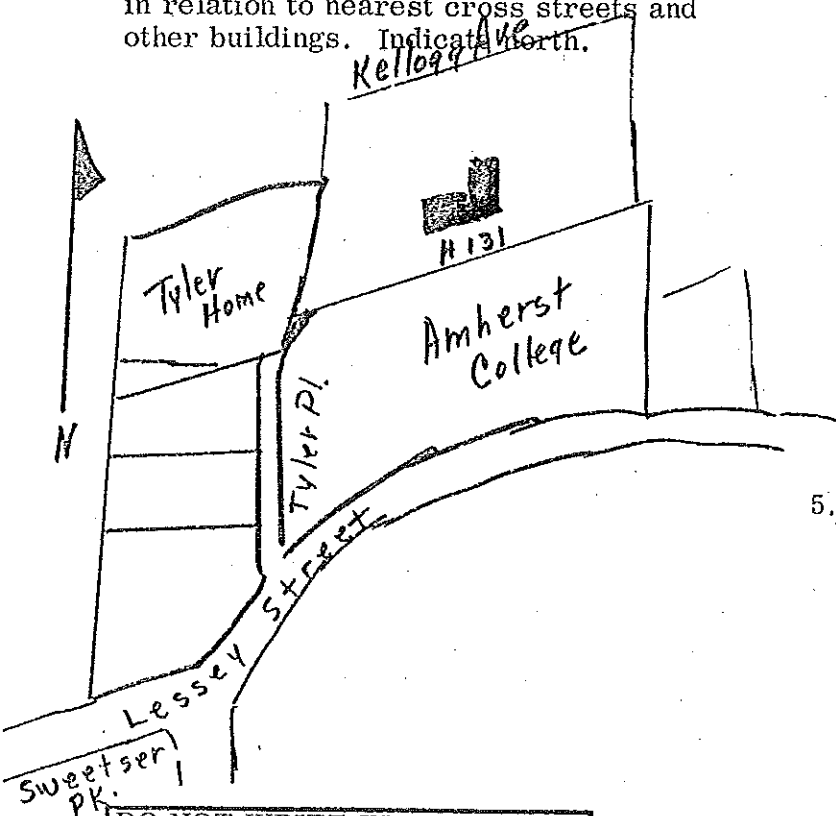 in relation to nearest cross streets and
other buildings. Indicate north.
Kellogg Ave
H 131
Tyler
Home
Amherst
College
Tyler Pl.
N
5.
Lessey Street
Sweetser
PK.
DO NOT WRITE